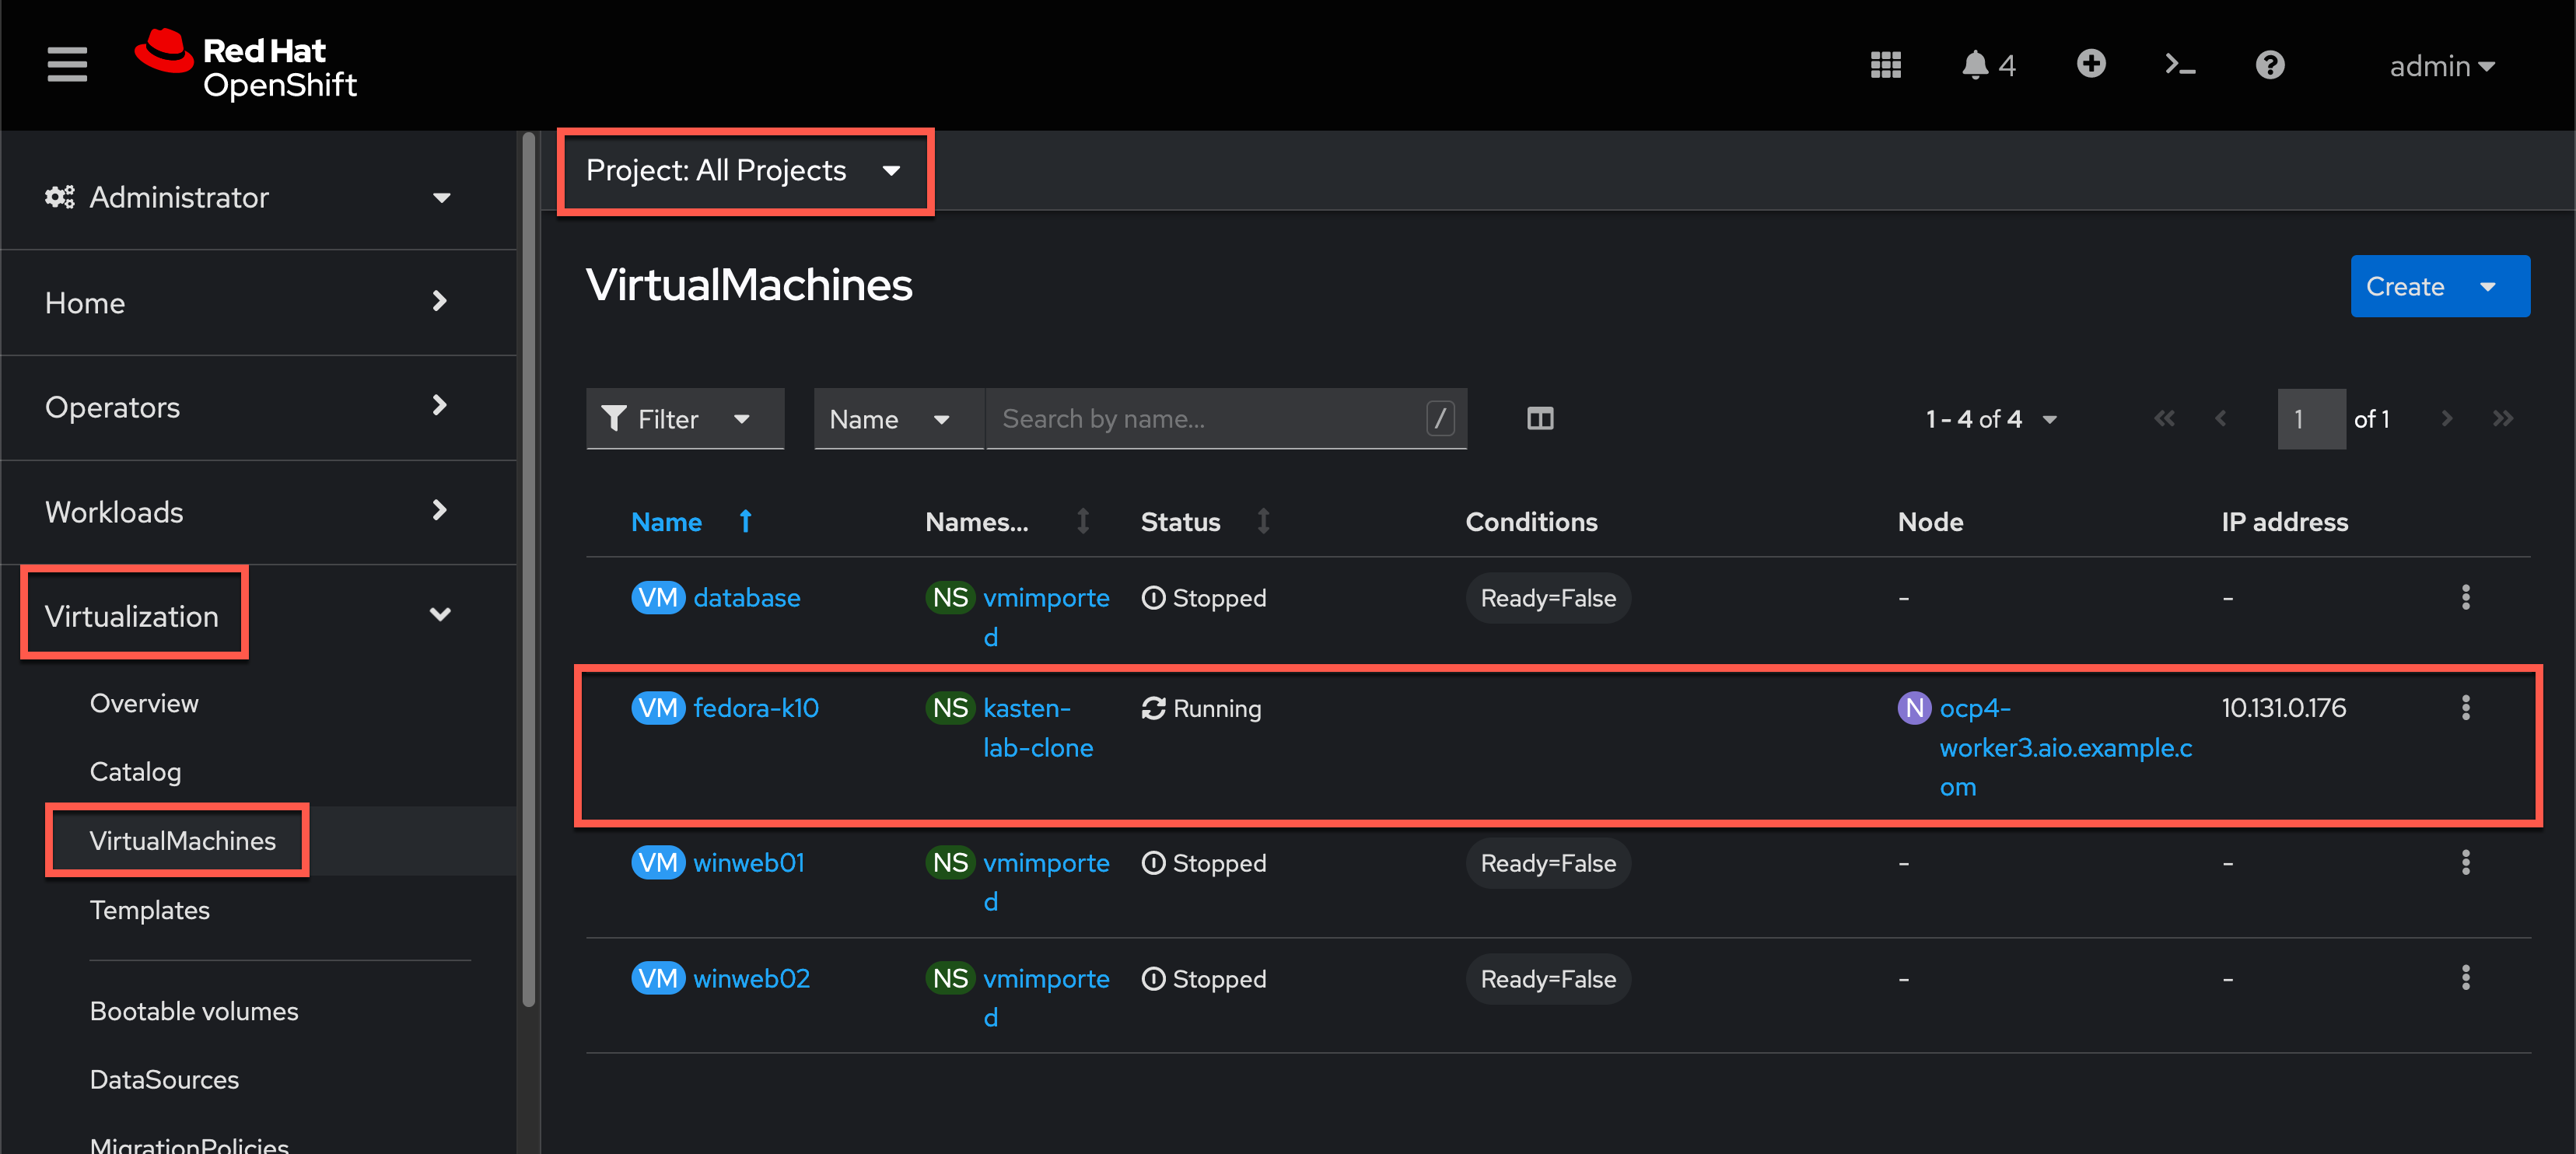 Red Hat
OpenShift
4
admin
Administrator
Home
Operators
Workloads
Virtualization
Overview
Catalog
VirtualMachines
Templates
Bootable volumes
DataSources
MigrationPolicies
Project: All Projects
VirtualMachines
Create
Filter
Name
Search by name...
/
1 - 4 of 4
1 of 1
Name Names... Status Conditions Node IP address
VM database NS vmimporte Stopped Ready=False - -
d
VM fedora-k10 NS kasten- Running N ocp4- 10.131.0.176
lab-clone worker3.aio.example.c
om
VM winweb01 NS vmimporte Stopped Ready=False - -
d
VM winweb02 NS vmimporte Stopped Ready=False - -
d